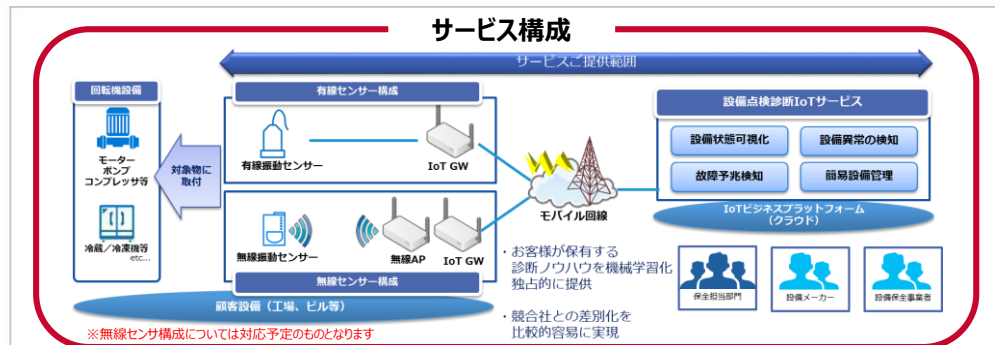 サービス構成
サービスご提供範囲
回転機設備
モーター
ポンプ
コンプレッサ等
冷蔵／冷凍機等
etc...
対象物に
取付
有線センサー構成
有線振動センサー
IoT GW
無線振動センサー
無線AP
IoT GW
無線センサー構成
顧客設備（工場、ビル等）
※無線センサ構成については対応予定のものとなります
モバイル回線
・お客様が保有する
診断ノウハウを機械学習化
独占的に提供
・競合社との差別化を
比較的容易に実現
設備点検診断IoTサービス
設備状態可視化
設備異常の検知
故障予兆検知
簡易設備管理
IoTビジネスプラットフォーム
（クラウド）
保全担当部門
設備メーカー
設備保全事業者